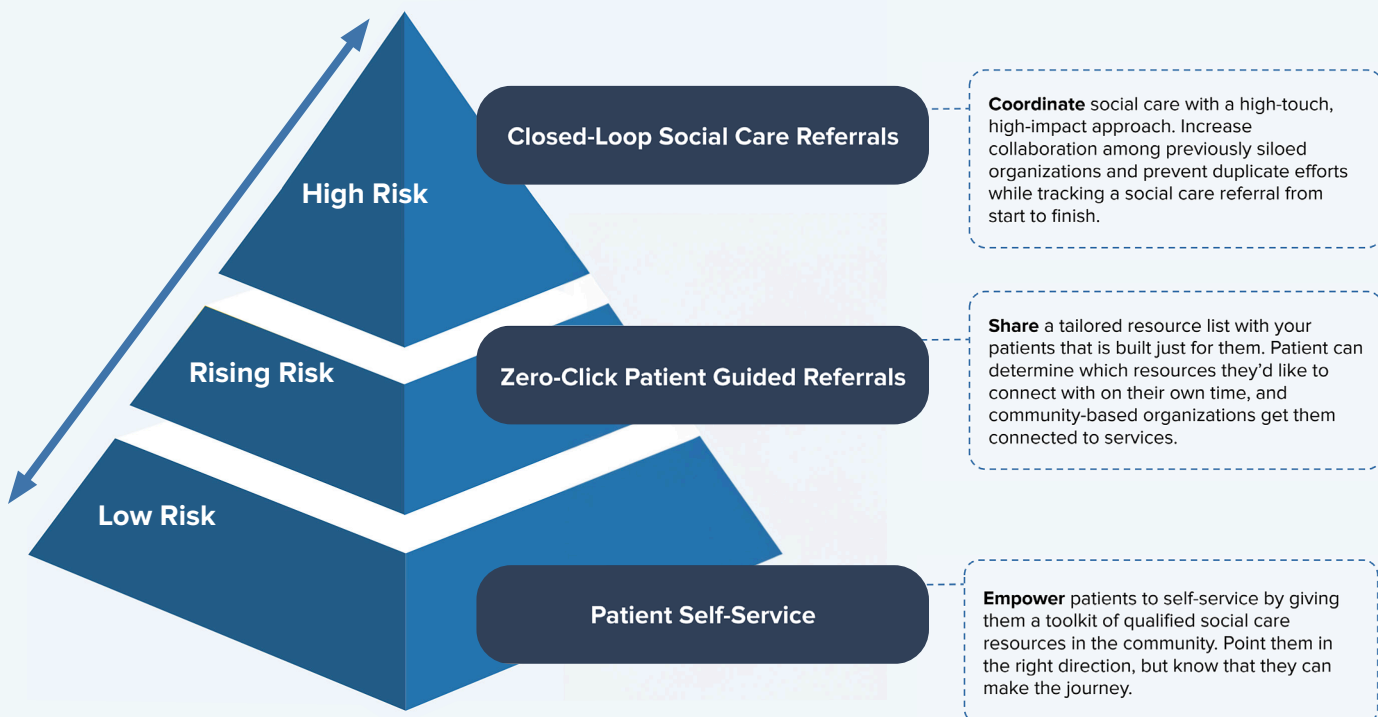 High Risk
Closed-Loop Social Care Referrals
Coordinate social care with a high-touch,
high-impact approach. Increase
collaboration among previously siloed
organizations and prevent duplicate efforts
while tracking a social care referral from
start to finish.
Rising Risk
Zero-Click Patient Guided Referrals
Share a tailored resource list with your
patients that is built just for them. Patient can
determine which resources they’d like to
connect with on their own time, and
community-based organizations get them
connected to services.
Low Risk
Patient Self-Service
Empower patients to self-service by giving
them a toolkit of qualified social care
resources in the community. Point them in
the right direction, but know that they can
make the journey.